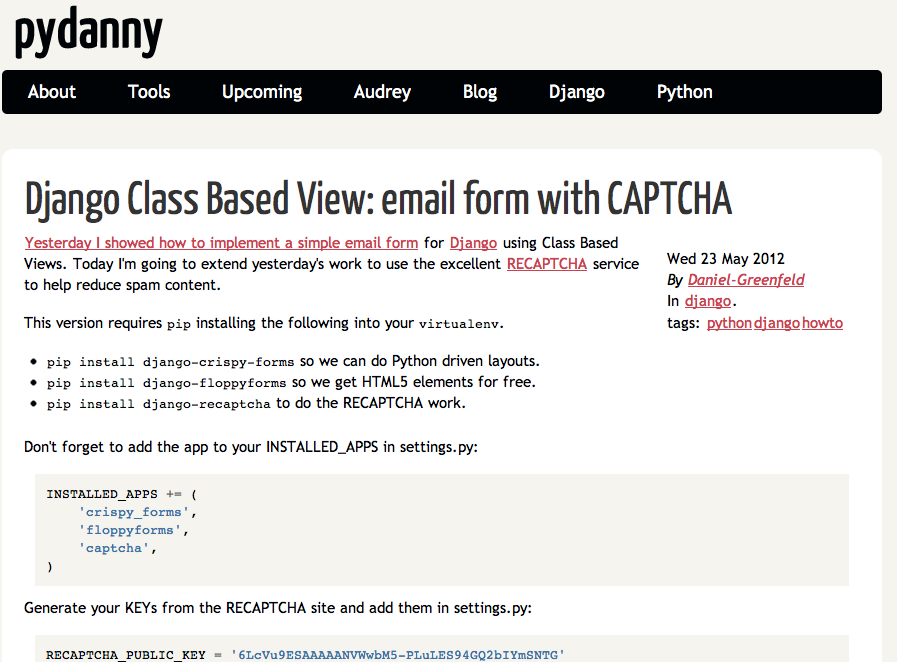 pydanny
About Tools Upcoming Audrey Blog Django Python
Django Class Based View: email form with CAPTCHA
Yesterday I showed how to implement a simple email form for Django using Class Based
Views. Today I'm going to extend yesterday's work to use the excellent RECAPTCHA service
to help reduce spam content.
Wed 23 May 2012
By Daniel-Greenfeld
In django.
tags: python django howto
This version requires pip installing the following into your virtualenv.
pip install django-crispy-forms so we can do Python driven layouts.
pip install django-floppyforms so we get HTML5 elements for free.
pip install django-recaptcha to do the RECAPTCHA work.
Don't forget to add the app to your INSTALLED_APPS in settings.py:
INSTALLED_APPS += (
    'crispy_forms',
    'floppyforms',
    'captcha',
)
Generate your KEYs from the RECAPTCHA site and add them in settings.py:
RECAPTCHA_PUBLIC_KEY = '6LcVu9ESAAAAANVWwbM5-PLuLES94GQ2bIYmSNTG'